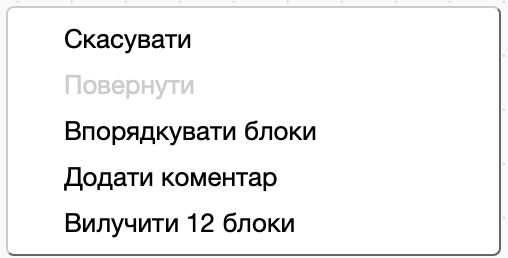 Скасувати
Повернути
Впорядкувати блоки
Додати коментар
Вилучити 12 блоки